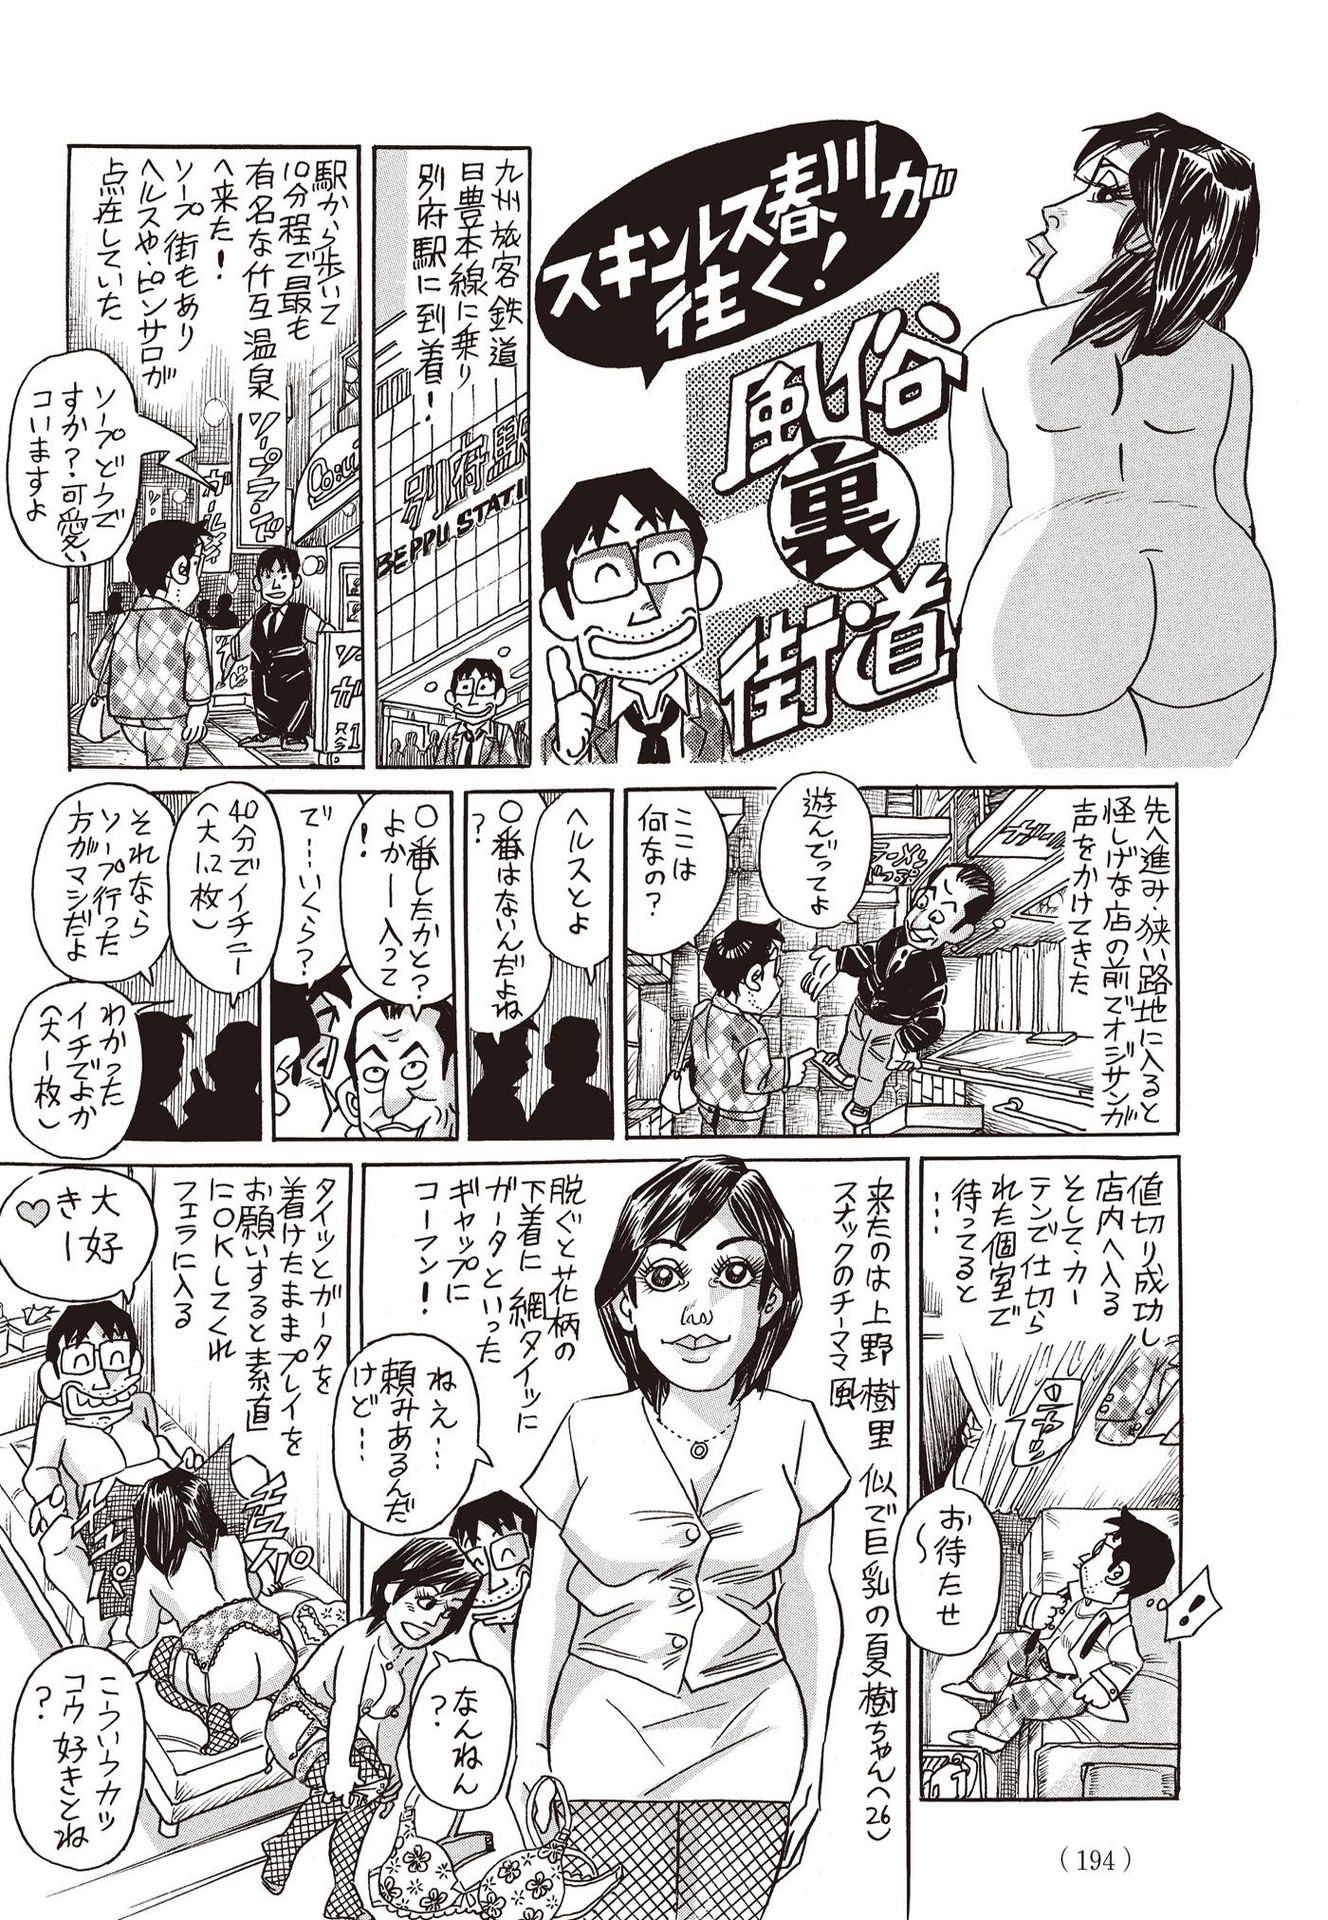 スキンレス春川が
往く!
風俗
裏
街道
九州旅客鉄道
日豊本線に乗り
別府駅に到着!
別府駅
BEPPU STATI
駅から歩いて
10分程で最も
有名な竹瓦温泉
へ来た!
ソープ街もあり
ヘルスやピンサロが
点在していた
ソープランド
ソープどうで
すか?可愛い
コいますよ
先へ進み、狭い路地に入ると
怪しげな店の前でオジサンが
声をかけてきた
遊んでってよ
ここは
何なの?
ヘルスとよ
〇番はないんだよね
?
〇番したかと?
よかー入って
!
で…いくら?
40分でイチニー
(大1.2枚)
それなら
ソープ行った
方がマシだよ
わかった
イチでよか
(大一枚)
値切り成功し
店内へ入る
そして、カー
テンで仕切ら
れた個室で
待ってると
…
お待たせ
~
!
来たのは上野樹里似で巨乳の夏樹ちゃん(26)
スナックのチーママ風
脱ぐと花柄の
下着に網タイツに
ガータといった
ギャップに
コーフン!
ねえ…
頼みあるんだ
けど…
なんねん
?
タイツとガータを
着けたままプレイを
お願いすると素直
にOKしてくれ
フェラに入る
大好
きー
♡
こういうカッ
コウ好きとね
?
(194)